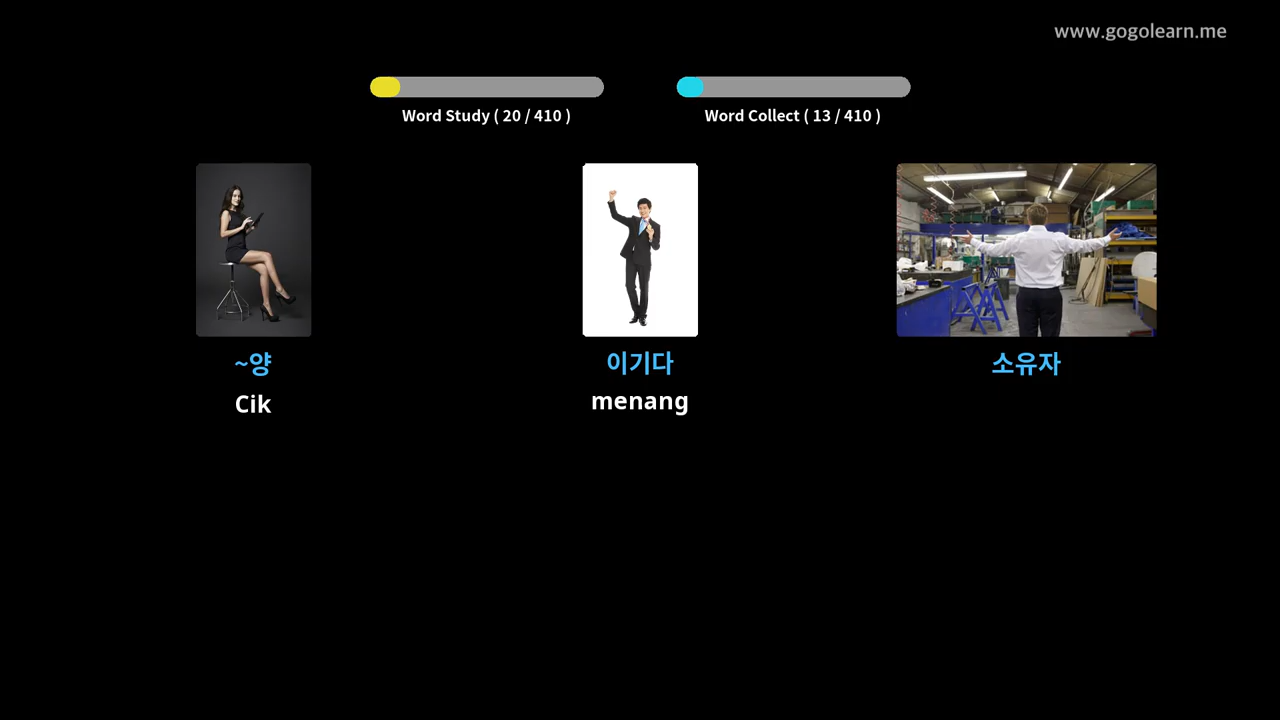 www.gogolearn.me
Word Study ( 20 / 410 )
Word Collect ( 13 / 410 )
~양
이기다
소유자
Cik
menang